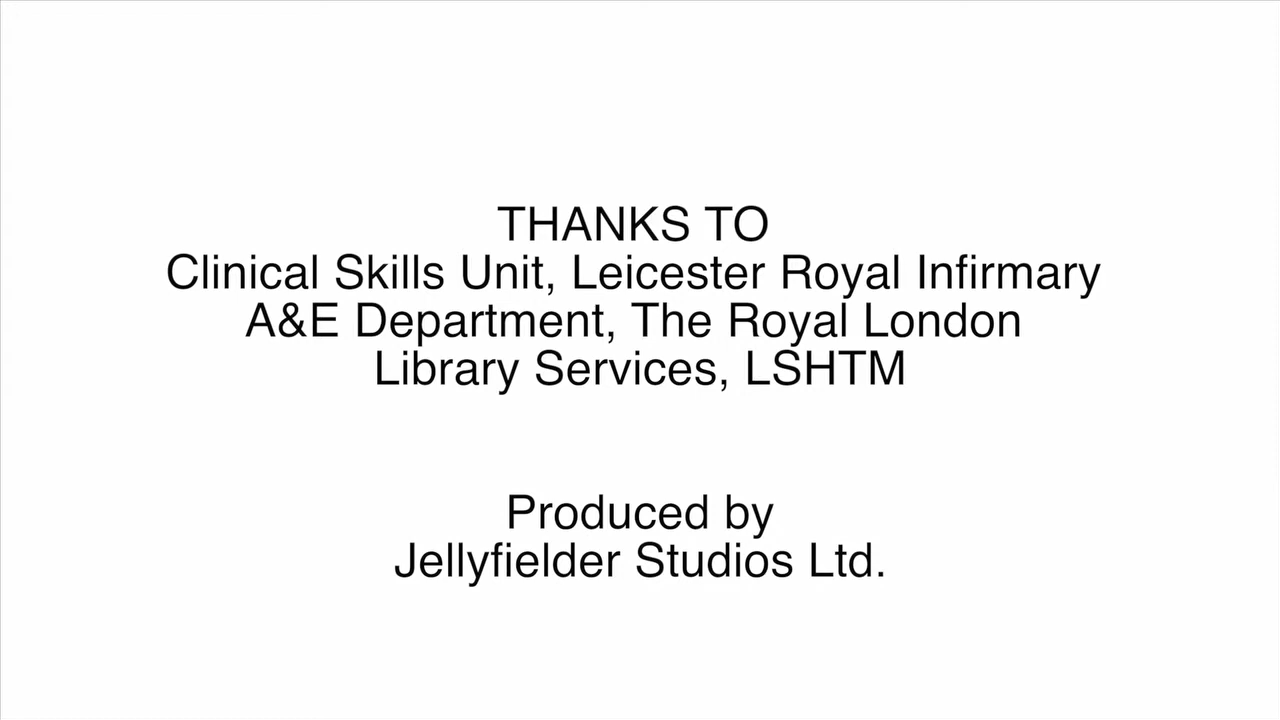 THANKS TO
Clinical Skills Unit, Leicester Royal Infirmary
A&E Department, The Royal London
Library Services, LSHTM
Produced by
Jellyfielder Studios Ltd.